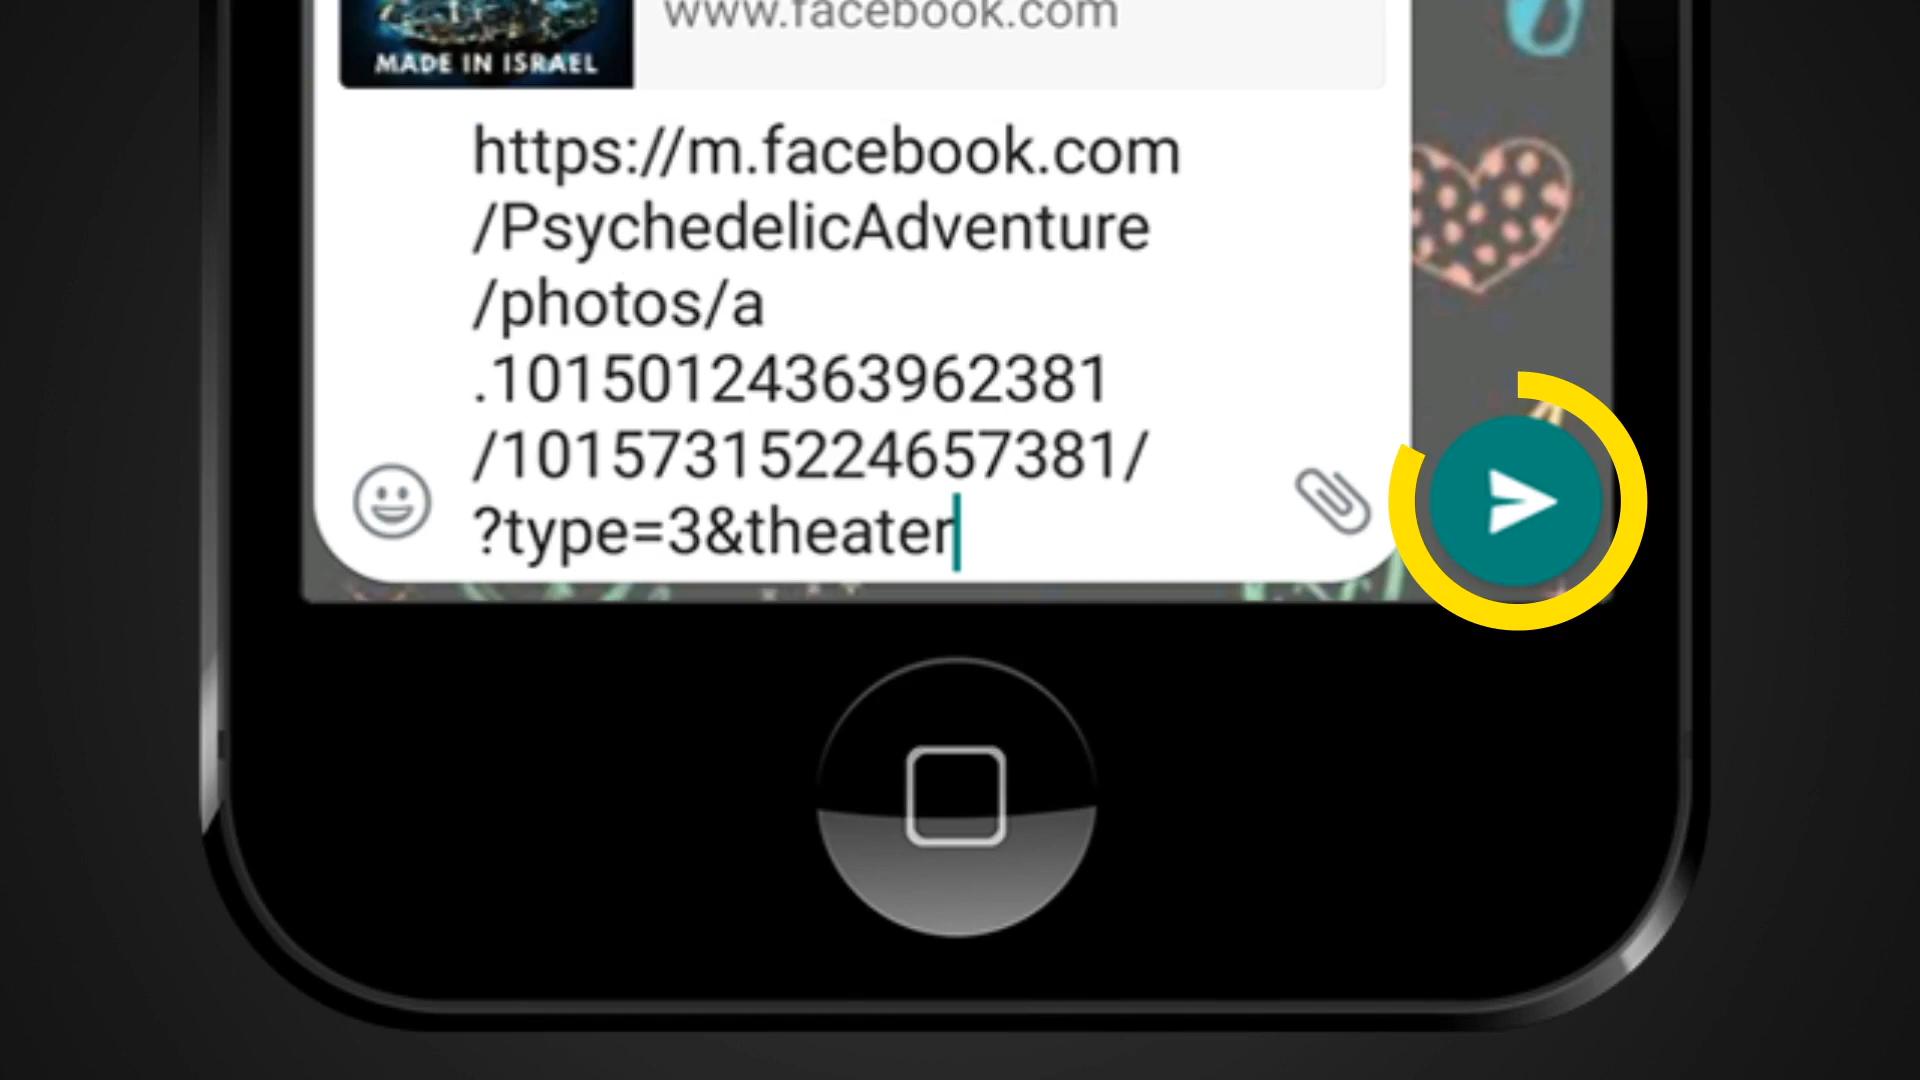 www.facebook.com
MADE IN ISRAEL
https://m.facebook.com
/PsychedelicAdventure
/photos/a
.10150124363962381
/10157315224657381/
?type=3&theater